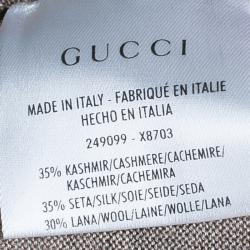 GUCCI
MADE IN ITALY - FABRIQUÉ EN ITALIE
HECHO EN ITALIA
249099 - X8703
35% KASHMIR/CASHMERE/CACHEMIRE/
KASCHMIR/CACHEMIRA
35% SETA/SILK/SOIE/SEIDE/SEDA
30% LANA/WOOL/LAINE/WOLLE/LANA